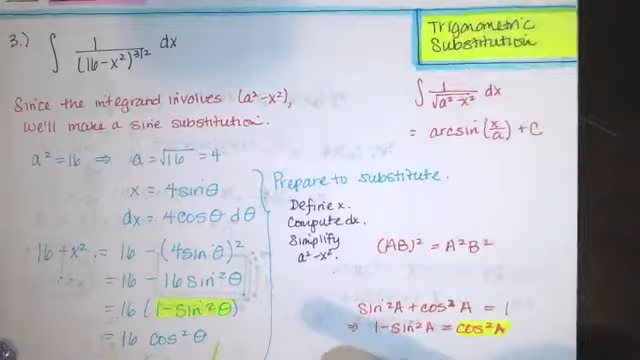 Trigonometric
Substitution
3.) ∫ 1/(16-x²)^3/2 dx
Since the integrand involves (a²-x²),
we'll make a sine substitution.
∫ 1/√(a²-x²) dx
= arcsin(x/a) + C
a² = 16 ⇒ a = √16 = 4
x = 4sinθ
dx = 4cosθ dθ
Prepare to substitute.
Define x.
Compute dx.
Simplify
a²-x².
16-x² = 16 - (4sinθ)²
= 16 - 16sin²θ
= 16 (1-sin²θ)
= 16 cos²θ
(AB)² = A²B²
sin²A + cos²A = 1
⇒ 1-sin²A = cos²A